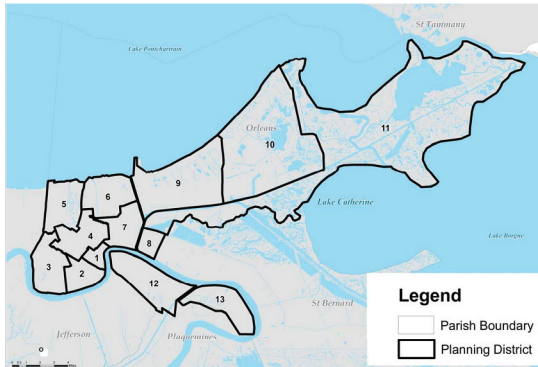 St Tammany
Lake Pontchartrain
11
Orleans
10
9
5
6
7
4
Lake Catherine
8
Lake Borgne
1
3
2
12
13
St Bernard
Legend
Parish Boundary
Planning District
Jefferson
Plaquemines